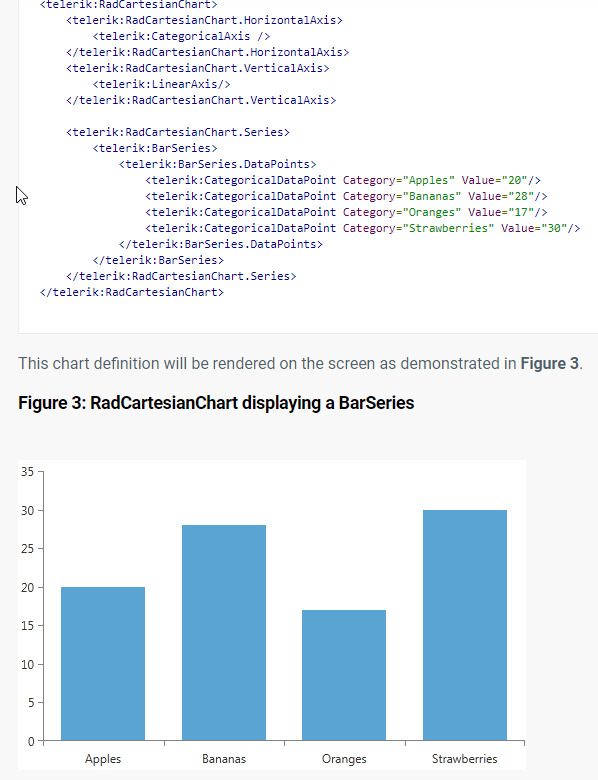 <telerik:RadCartesianChart>
<telerik:RadCartesianChart.HorizontalAxis>
<telerik:CategoricalAxis />
</telerik:RadCartesianChart.HorizontalAxis>
<telerik:RadCartesianChart.VerticalAxis>
<telerik:LinearAxis/>
</telerik:RadCartesianChart.VerticalAxis>
<telerik:RadCartesianChart.Series>
<telerik:BarSeries>
<telerik:BarSeries.DataPoints>
<telerik:CategoricalDataPoint Category="Apples" Value="20"/>
<telerik:CategoricalDataPoint Category="Bananas" Value="28"/>
<telerik:CategoricalDataPoint Category="Oranges" Value="17"/>
<telerik:CategoricalDataPoint Category="Strawberries" Value="30"/>
</telerik:BarSeries.DataPoints>
</telerik:BarSeries>
</telerik:RadCartesianChart.Series>
</telerik:RadCartesianChart>
This chart definition will be rendered on the screen as demonstrated in Figure 3.
Figure 3: RadCartesianChart displaying a BarSeries
35
30
25
20
15
10
5
0
Apples Bananas Oranges Strawberries